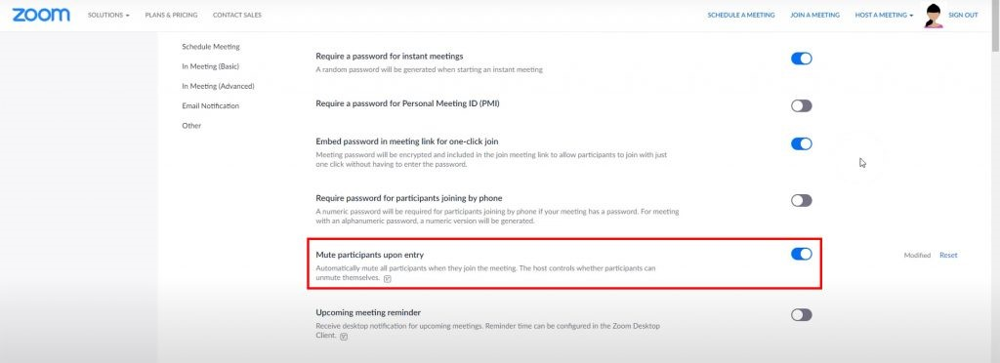 zoom SOLUTIONS PLANS & PRICING CONTACT SALES SCHEDULE A MEETING JOIN A MEETING HOST A MEETING SIGN OUT
Schedule Meeting
In Meeting (Basic)
In Meeting (Advanced)
Email Notification
Other
Require a password for instant meetings
A random password will be generated when starting an instant meeting
Require a password for Personal Meeting ID (PMI)
Embed password in meeting link for one-click join
Meeting password will be encrypted and included in the join meeting link to allow participants to join with just
one click without having to enter the password.
Require password for participants joining by phone
A numeric password will be required for participants joining by phone if your meeting has a password. For meeting
with an alphanumeric password, a numeric version will be generated.
Mute participants upon entry
Modified Reset
Automatically mute all participants when they join the meeting. The host controls whether participants can
unmute themselves.
Upcoming meeting reminder
Receive desktop notification for upcoming meetings. Reminder time can be configured in the Zoom Desktop
Client.